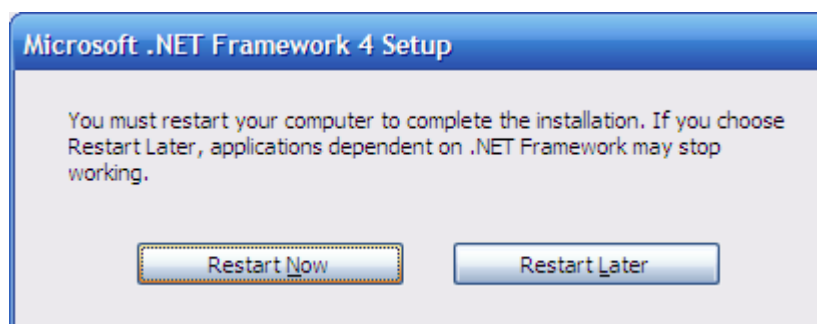 Microsoft .NET Framework 4 Setup
You must restart your computer to complete the installation. If you choose
Restart Later, applications dependent on .NET Framework may stop
working.
Restart Now
Restart Later